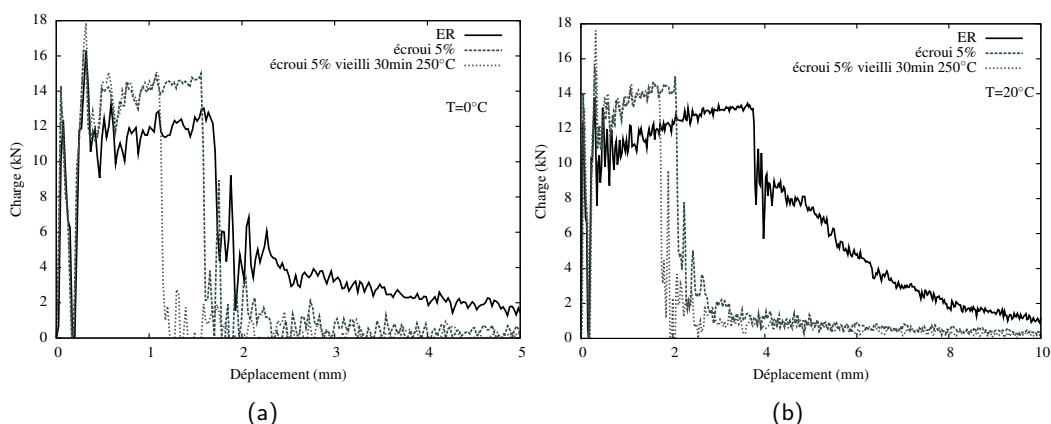 18
16
14
12
10
8
6
4
2
0
Charge (kN)
ER
écroui 5%
écroui 5% vieilli 30min 250°C
T=0°C
0 1 2 3 4 5
Déplacement (mm)
(a)
18
16
14
12
10
8
6
4
2
0
Charge (kN)
ER
écroui 5%
écroui 5% vieilli 30min 250°C
T=20°C
0 2 4 6 8 10
Déplacement (mm)
(b)